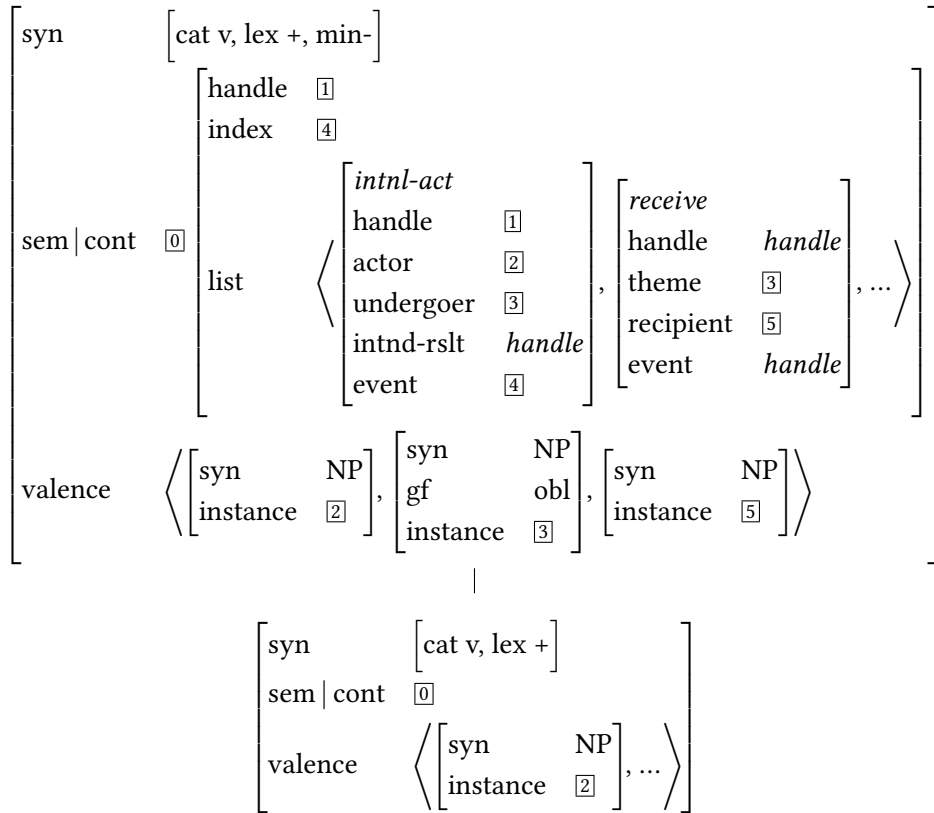 syn [cat v, lex +, min-]
handle 1
index 4
sem | cont 0
list
⟨ intnl-act
handle 1
actor 2
undergoer 3
intnd-rslt handle
event 4
,
receive
handle handle
theme 3
recipient 5
event handle
, ... ⟩
valence
⟨ syn NP
instance 2
,
syn NP
gf obl
instance 3
,
syn NP
instance 5 ⟩
syn [cat v, lex +]
sem | cont 0
valence
⟨ syn NP
instance 2
, ... ⟩